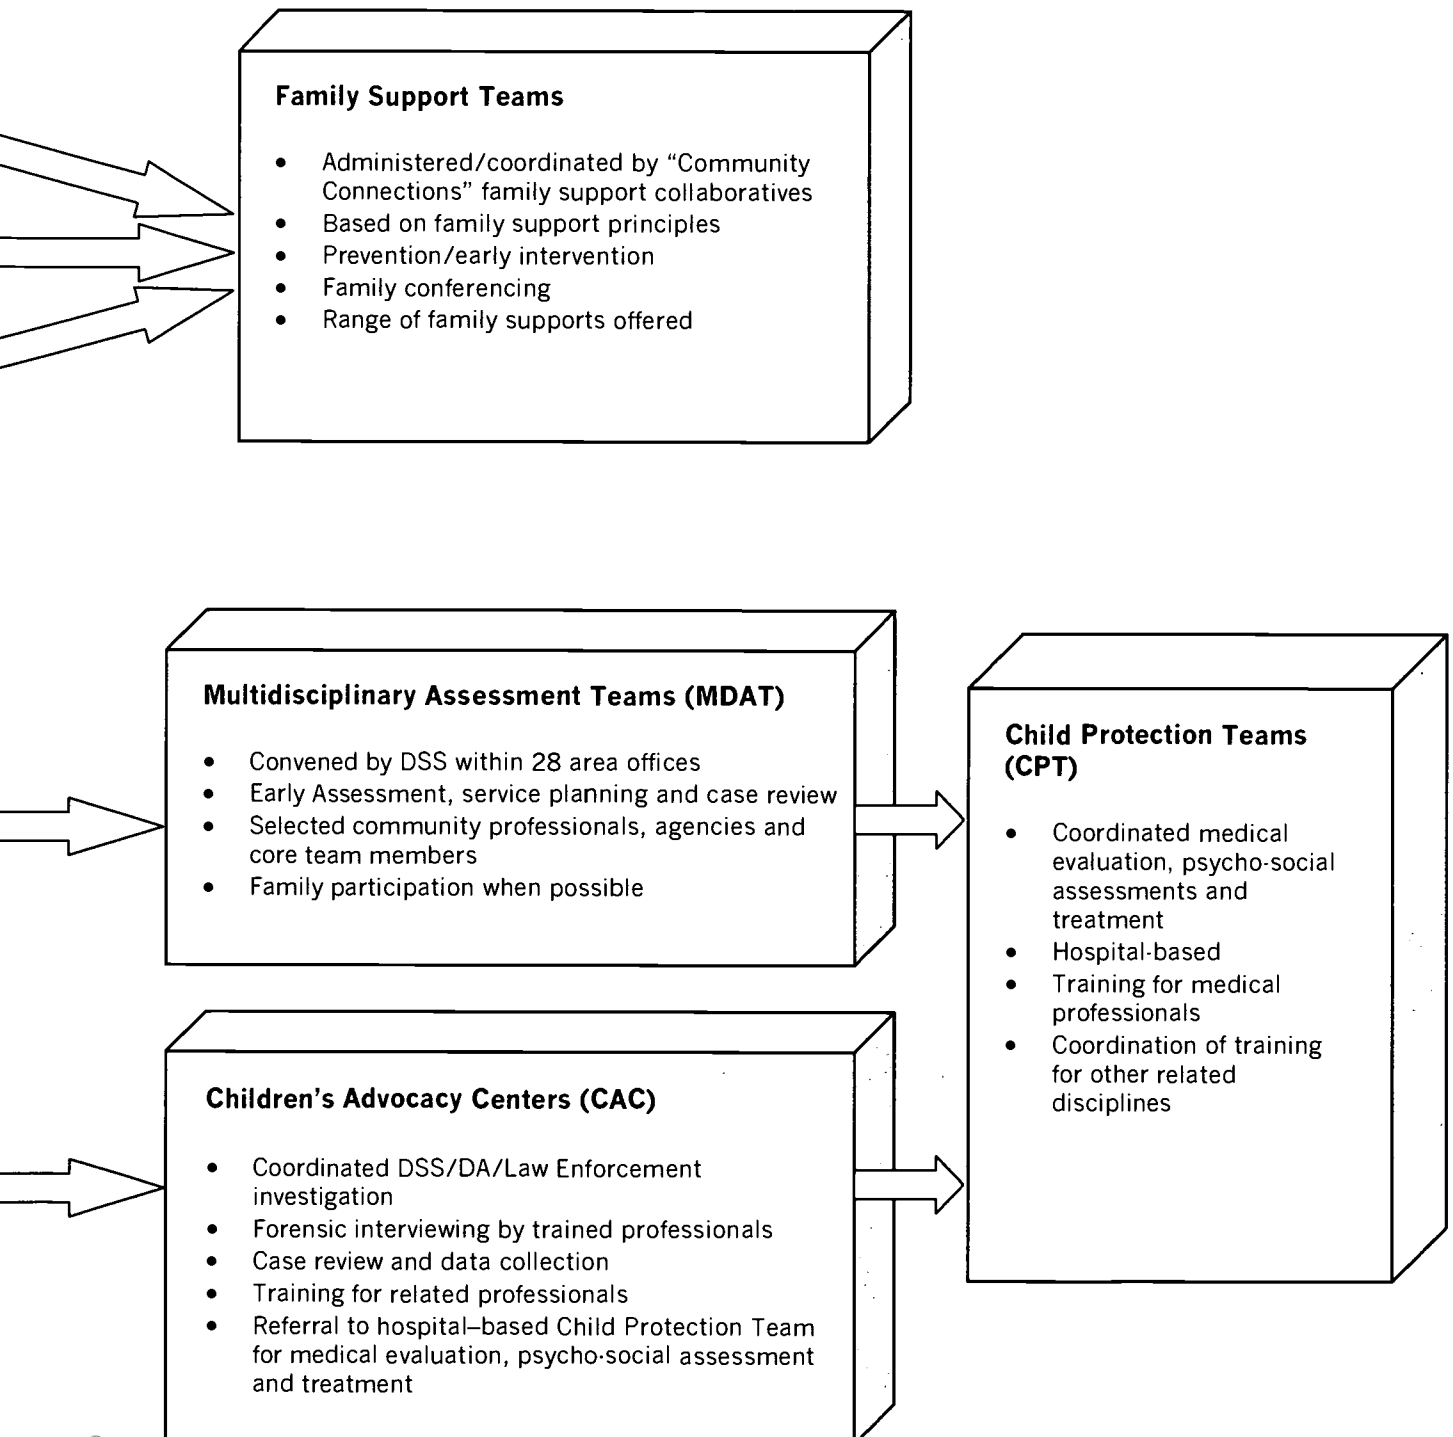 Family Support Teams
• Administered/coordinated by “Community
Connections” family support collaboratives
• Based on family support principles
• Prevention/early intervention
• Family conferencing
• Range of family supports offered
Multidisciplinary Assessment Teams (MDAT)
• Convened by DSS within 28 area offices
• Early Assessment, service planning and case review
• Selected community professionals, agencies and
core team members
• Family participation when possible
Child Protection Teams
(CPT)
• Coordinated medical
evaluation, psycho-social
assessments and
treatment
• Hospital-based
• Training for medical
professionals
• Coordination of training
for other related
disciplines
Children's Advocacy Centers (CAC)
• Coordinated DSS/DA/Law Enforcement
investigation
• Forensic interviewing by trained professionals
• Case review and data collection
• Training for related professionals
• Referral to hospital–based Child Protection Team
for medical evaluation, psycho-social assessment
and treatment